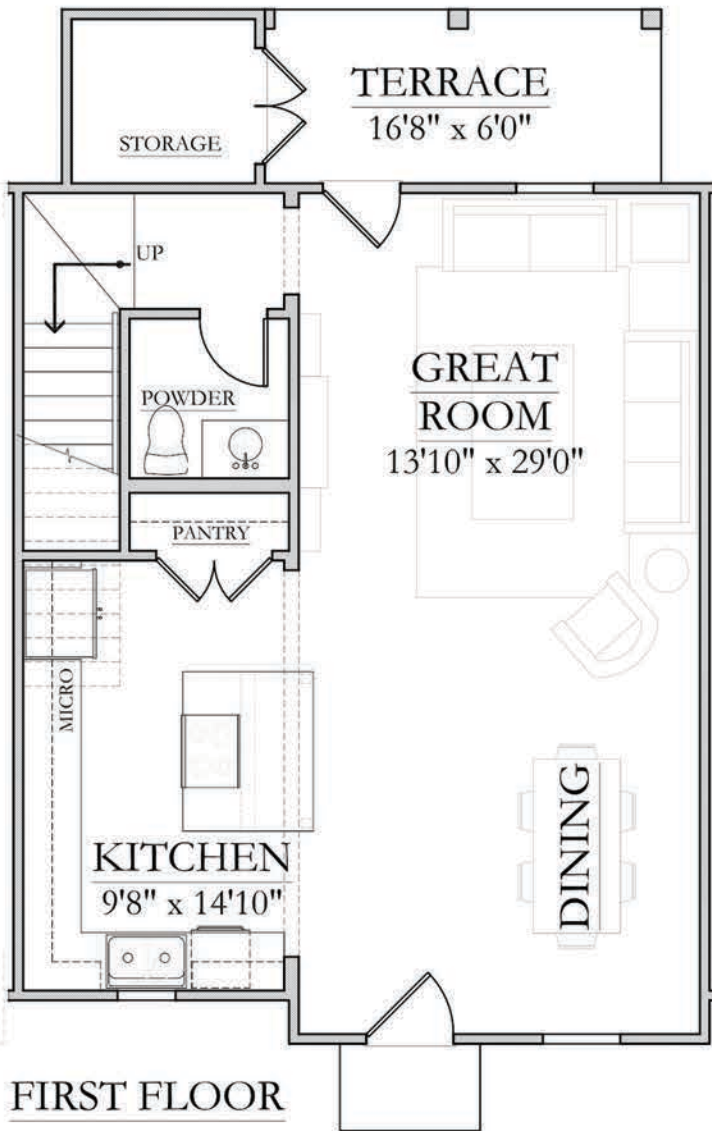 TERRACE
16'8" x 6'0"
STORAGE
UP
GREAT
ROOM
13'10" x 29'0"
POWDER
PANTRY
MICRO
KITCHEN
9'8" x 14'10"
DINING
FIRST FLOOR